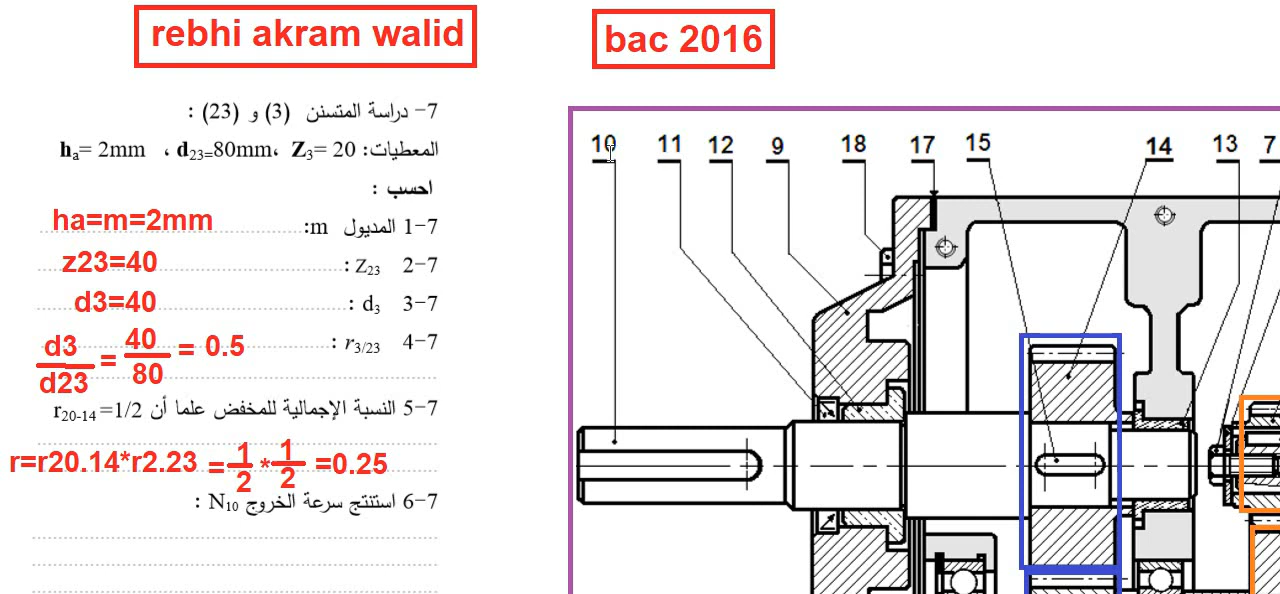 rebhi akram walid
bac 2016
7- دراسة المتسنن (3) و (23) :
المعطيات: Z3= 20 ،d23=80mm ، ha= 2mm
احسب :
7-1 المديول m:
ha=m=2mm
7-2 Z23 :
z23=40
7-3 d3 :
d3=40
7-4 r3/23 :
d3/d23 = 40/80 = 0.5
7-5 النسبة الإجمالية للمخفض علما أن r20-14 =1/2
r=r20.14*r2.23 = 1/2 * 1/2 =0.25
7-6 استنتج سرعة الخروج N10 :
10 11 12 9 18 17 15 14 13 7